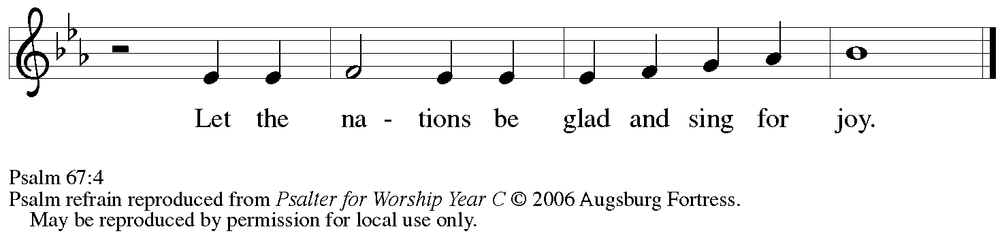 Let the na - tions be glad and sing for joy.
Psalm 67:4
Psalm refrain reproduced from Psalter for Worship Year C © 2006 Augsburg Fortress.
May be reproduced by permission for local use only.